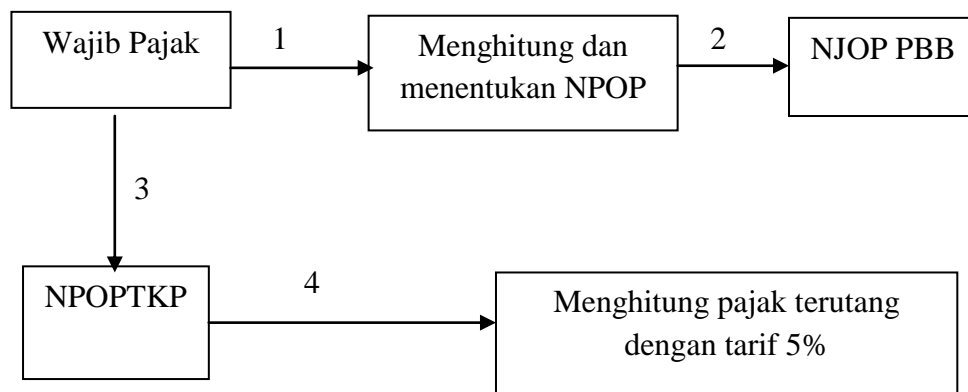 Wajib Pajak
1
Menghitung dan
menentukan NPOP
2
NJOP PBB
3
NPOPTKP
4
Menghitung pajak terutang
dengan tarif 5%